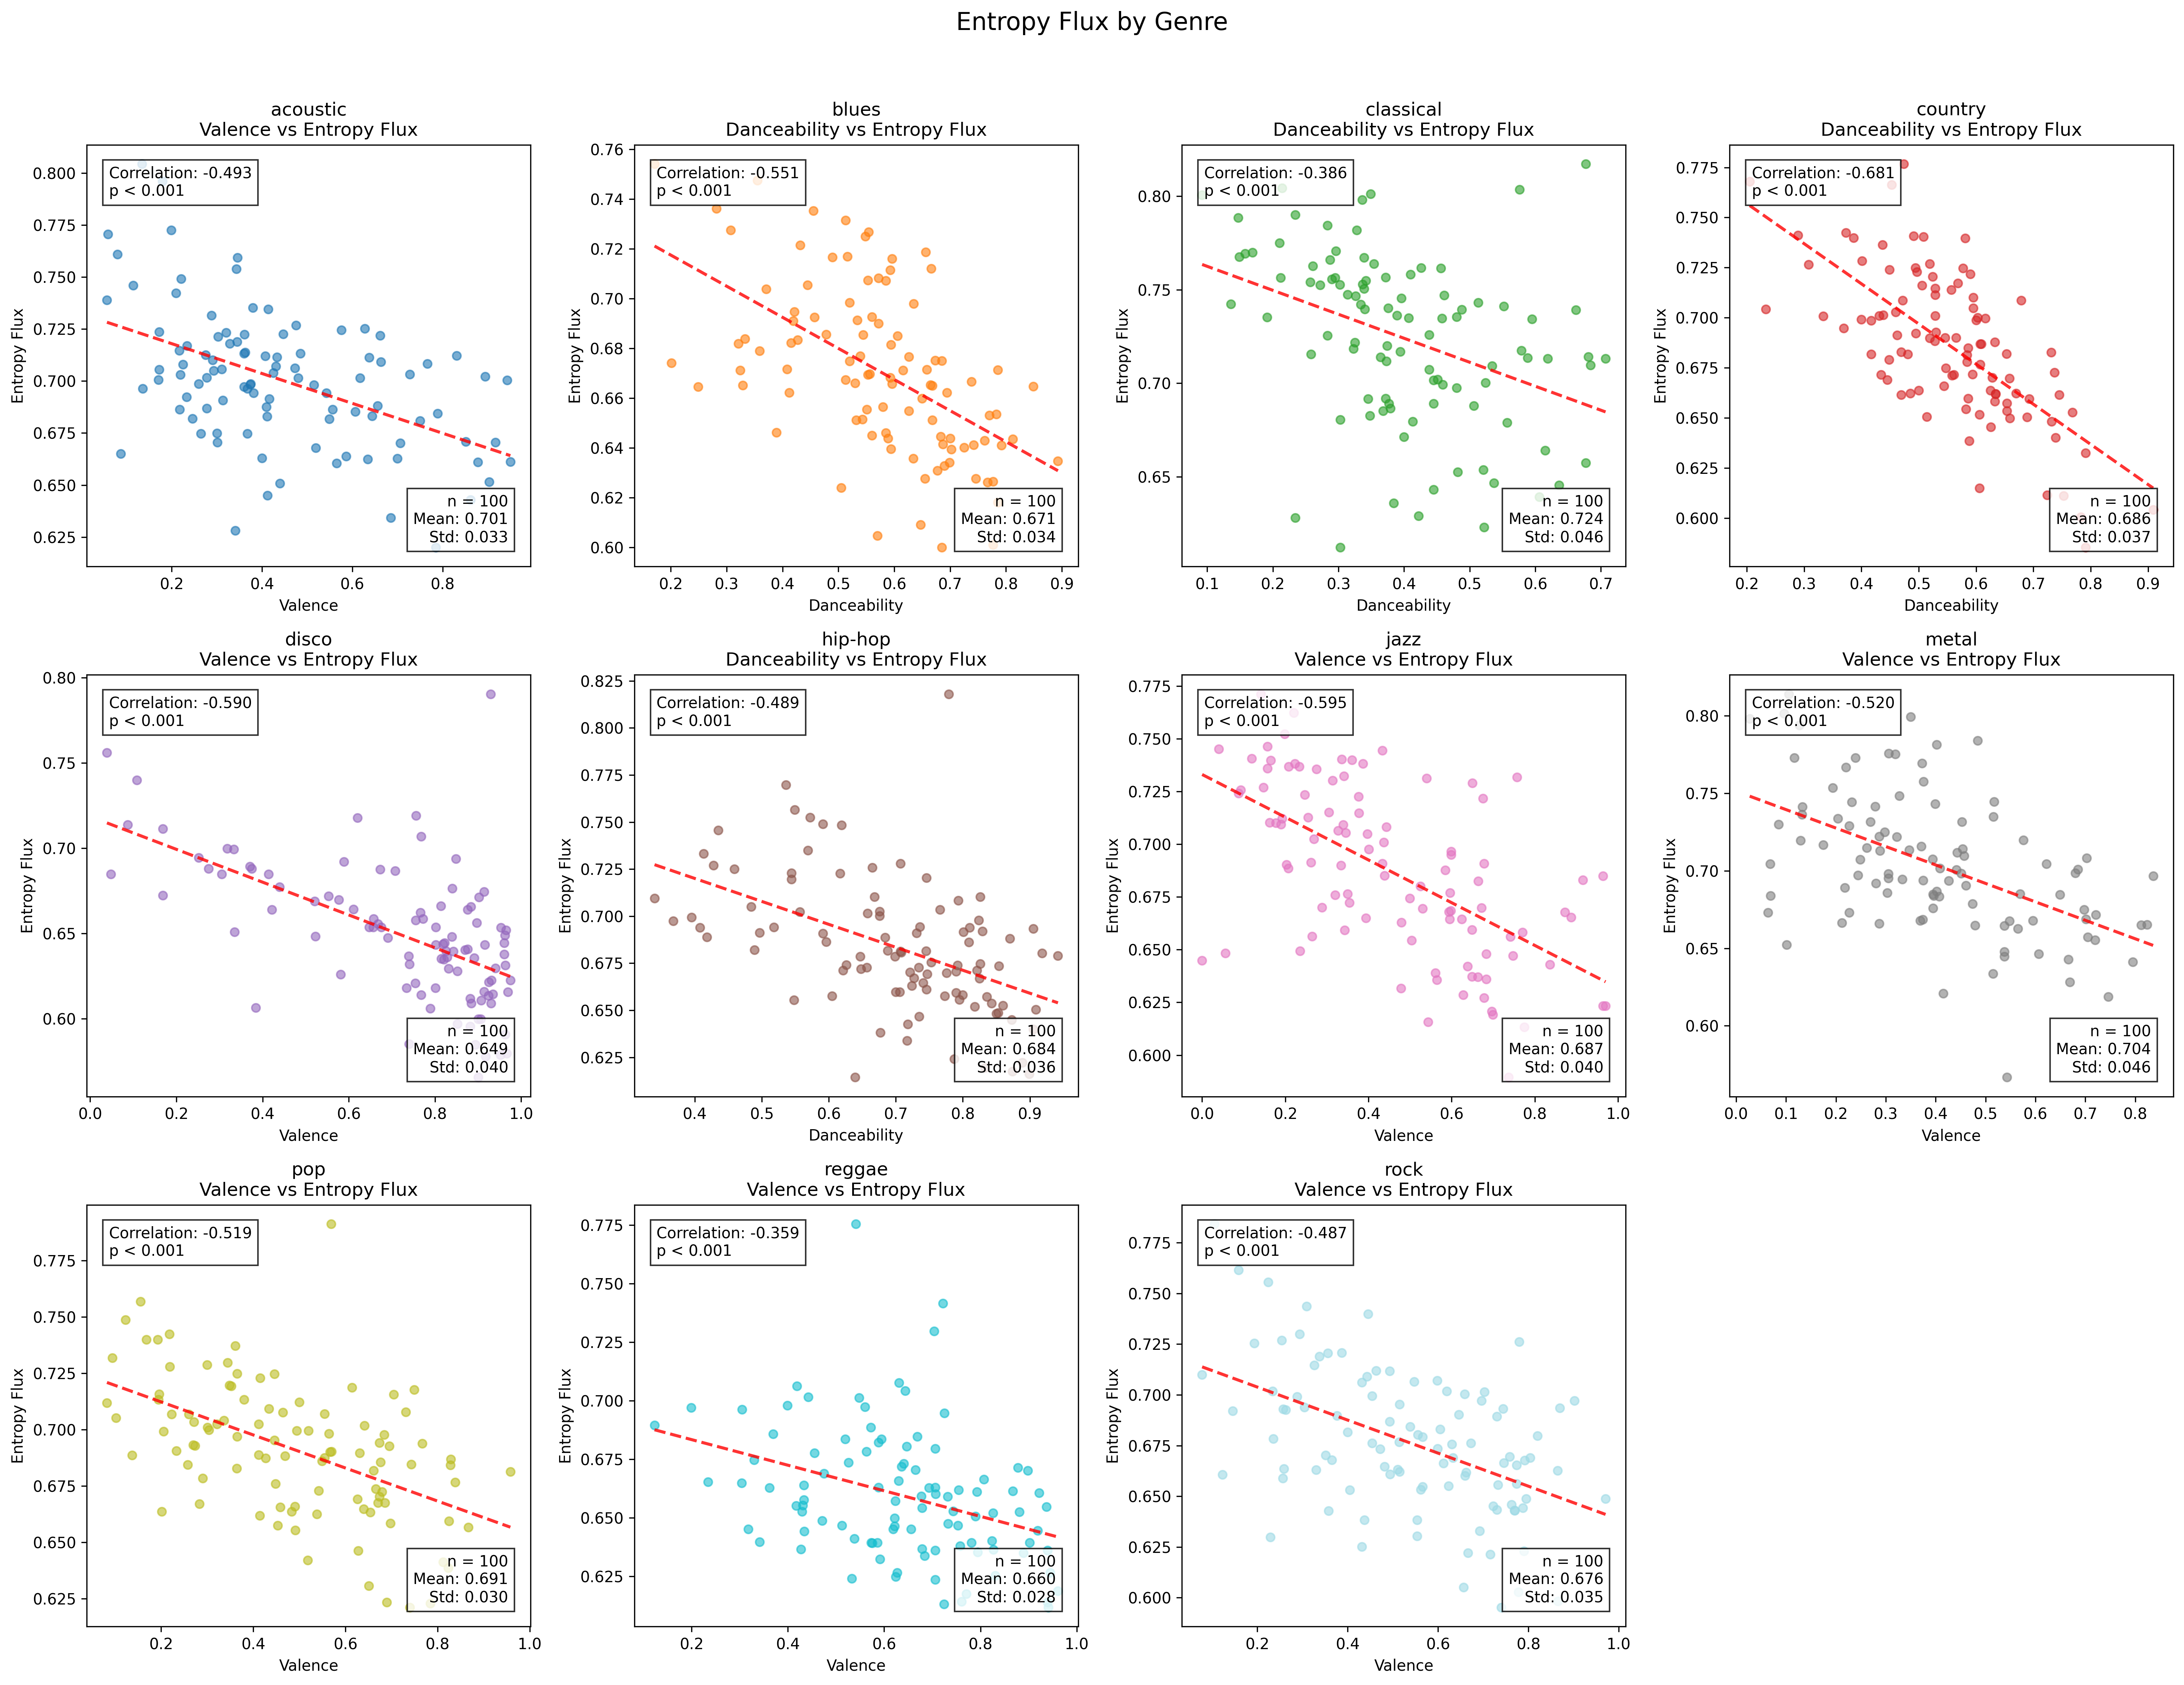 Entropy Flux by Genre
acoustic
Valence vs Entropy Flux
Correlation: -0.493
p < 0.001
n = 100
Mean: 0.701
Std: 0.033
Entropy Flux
0.800
0.775
0.750
0.725
0.700
0.675
0.650
0.625
0.2 0.4 0.6 0.8
Valence
blues
Danceability vs Entropy Flux
Correlation: -0.551
p < 0.001
n = 100
Mean: 0.671
Std: 0.034
Entropy Flux
0.76
0.74
0.72
0.70
0.68
0.66
0.64
0.62
0.60
0.2 0.3 0.4 0.5 0.6 0.7 0.8 0.9
Danceability
classical
Danceability vs Entropy Flux
Correlation: -0.386
p < 0.001
n = 100
Mean: 0.724
Std: 0.046
Entropy Flux
0.80
0.75
0.70
0.65
0.1 0.2 0.3 0.4 0.5 0.6 0.7
Danceability
country
Danceability vs Entropy Flux
Correlation: -0.681
p < 0.001
n = 100
Mean: 0.686
Std: 0.037
Entropy Flux
0.775
0.750
0.725
0.700
0.675
0.650
0.625
0.600
0.2 0.3 0.4 0.5 0.6 0.7 0.8 0.9
Danceability
disco
Valence vs Entropy Flux
Correlation: -0.590
p < 0.001
n = 100
Mean: 0.649
Std: 0.040
Entropy Flux
0.80
0.75
0.70
0.65
0.60
0.0 0.2 0.4 0.6 0.8 1.0
Valence
hip-hop
Danceability vs Entropy Flux
Correlation: -0.489
p < 0.001
n = 100
Mean: 0.684
Std: 0.036
Entropy Flux
0.825
0.800
0.775
0.750
0.725
0.700
0.675
0.650
0.625
0.4 0.5 0.6 0.7 0.8 0.9
Danceability
jazz
Valence vs Entropy Flux
Correlation: -0.595
p < 0.001
n = 100
Mean: 0.687
Std: 0.040
Entropy Flux
0.775
0.750
0.725
0.700
0.675
0.650
0.625
0.600
0.0 0.2 0.4 0.6 0.8 1.0
Valence
metal
Valence vs Entropy Flux
Correlation: -0.520
p < 0.001
n = 100
Mean: 0.704
Std: 0.046
Entropy Flux
0.80
0.75
0.70
0.65
0.60
0.0 0.1 0.2 0.3 0.4 0.5 0.6 0.7 0.8
Valence
pop
Valence vs Entropy Flux
Correlation: -0.519
p < 0.001
n = 100
Mean: 0.691
Std: 0.030
Entropy Flux
0.775
0.750
0.725
0.700
0.675
0.650
0.625
0.2 0.4 0.6 0.8 1.0
Valence
reggae
Valence vs Entropy Flux
Correlation: -0.359
p < 0.001
n = 100
Mean: 0.660
Std: 0.028
Entropy Flux
0.775
0.750
0.725
0.700
0.675
0.650
0.625
0.2 0.4 0.6 0.8 1.0
Valence
rock
Valence vs Entropy Flux
Correlation: -0.487
p < 0.001
n = 100
Mean: 0.676
Std: 0.035
Entropy Flux
0.775
0.750
0.725
0.700
0.675
0.650
0.625
0.600
0.2 0.4 0.6 0.8 1.0
Valence